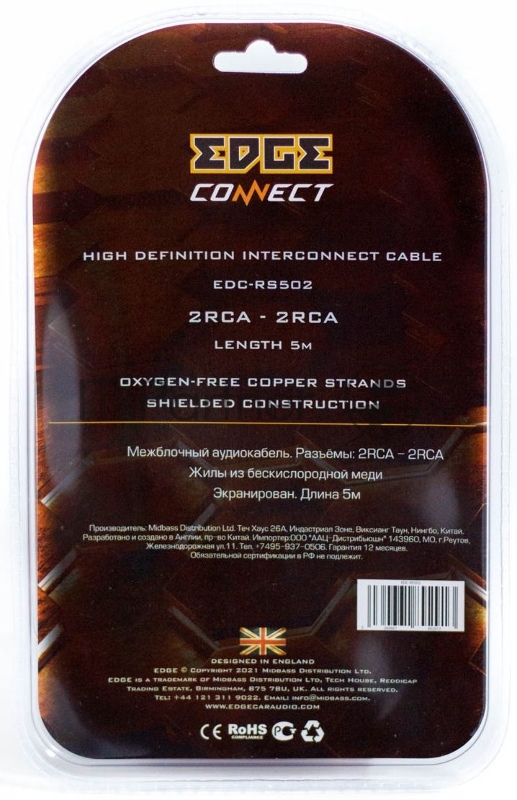 EDGE
CONNECT
HIGH DEFINITION INTERCONNECT CABLE
EDC-RS502
2RCA - 2RCA
LENGTH 5M
OXYGEN-FREE COPPER STRANDS
SHIELDED CONSTRUCTION
Межблочный аудиокабель. Разъёмы: 2RCA – 2RCA
Жилы из бескислородной меди
Экранирован. Длина 5м
Производитель: Midbass Distribution Ltd. Теч Хаус 26А, Индастриал Зоне, Виксианг Таун, Нингбо, Китай.
Разработано и создано в Англии, пр-во Китай. Импортер:ООО "ААЦ-Дистрибьюшн" 143960, МО, г.Реутов,
Железнодорожная ул.11. Тел. +7495-937-0506. Гарантия 12 месяцев.
Обязательной сертификации в РФ не подлежит.
DESIGNED IN ENGLAND
EDGE © COPYRIGHT 2021 MIDBASS DISTRIBUTION LTD.
EDGE IS A TRADEMARK OF MIDBASS DISTRIBUTION LTD, TECH HOUSE, REDDICAP
TRADING ESTATE, BIRMINGHAM, B75 7BU, UK. ALL RIGHTS RESERVED.
TEL: +44 121 311 9022. EMAIL: INFO@MIDBASS.COM.
WWW.EDGECARAUDIO.COM
CE RoHS
COMPLIANCE